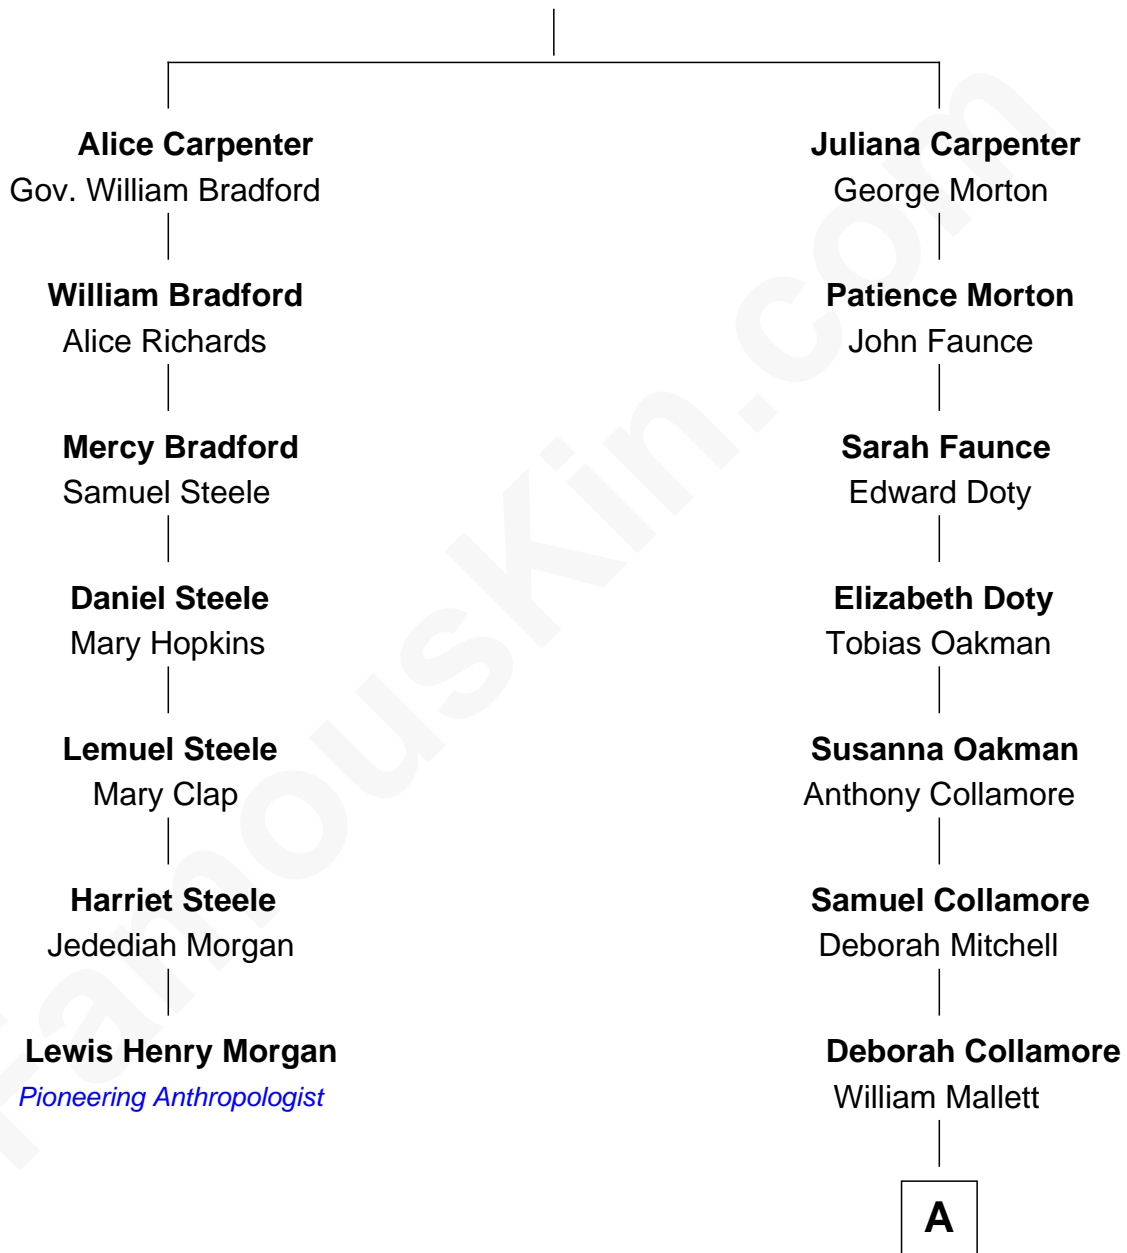 Alice Carpenter
Gov. William Bradford
William Bradford
Alice Richards
Mercy Bradford
Samuel Steele
Daniel Steele
Mary Hopkins
Lemuel Steele
Mary Clap
Harriet Steele
Jedediah Morgan
Lewis Henry Morgan
Pioneering Anthropologist
Juliana Carpenter
George Morton
Patience Morton
John Faunce
Sarah Faunce
Edward Doty
Elizabeth Doty
Tobias Oakman
Susanna Oakman
Anthony Collamore
Samuel Collamore
Deborah Mitchell
Deborah Collamore
William Mallett
A
FamousKin.com